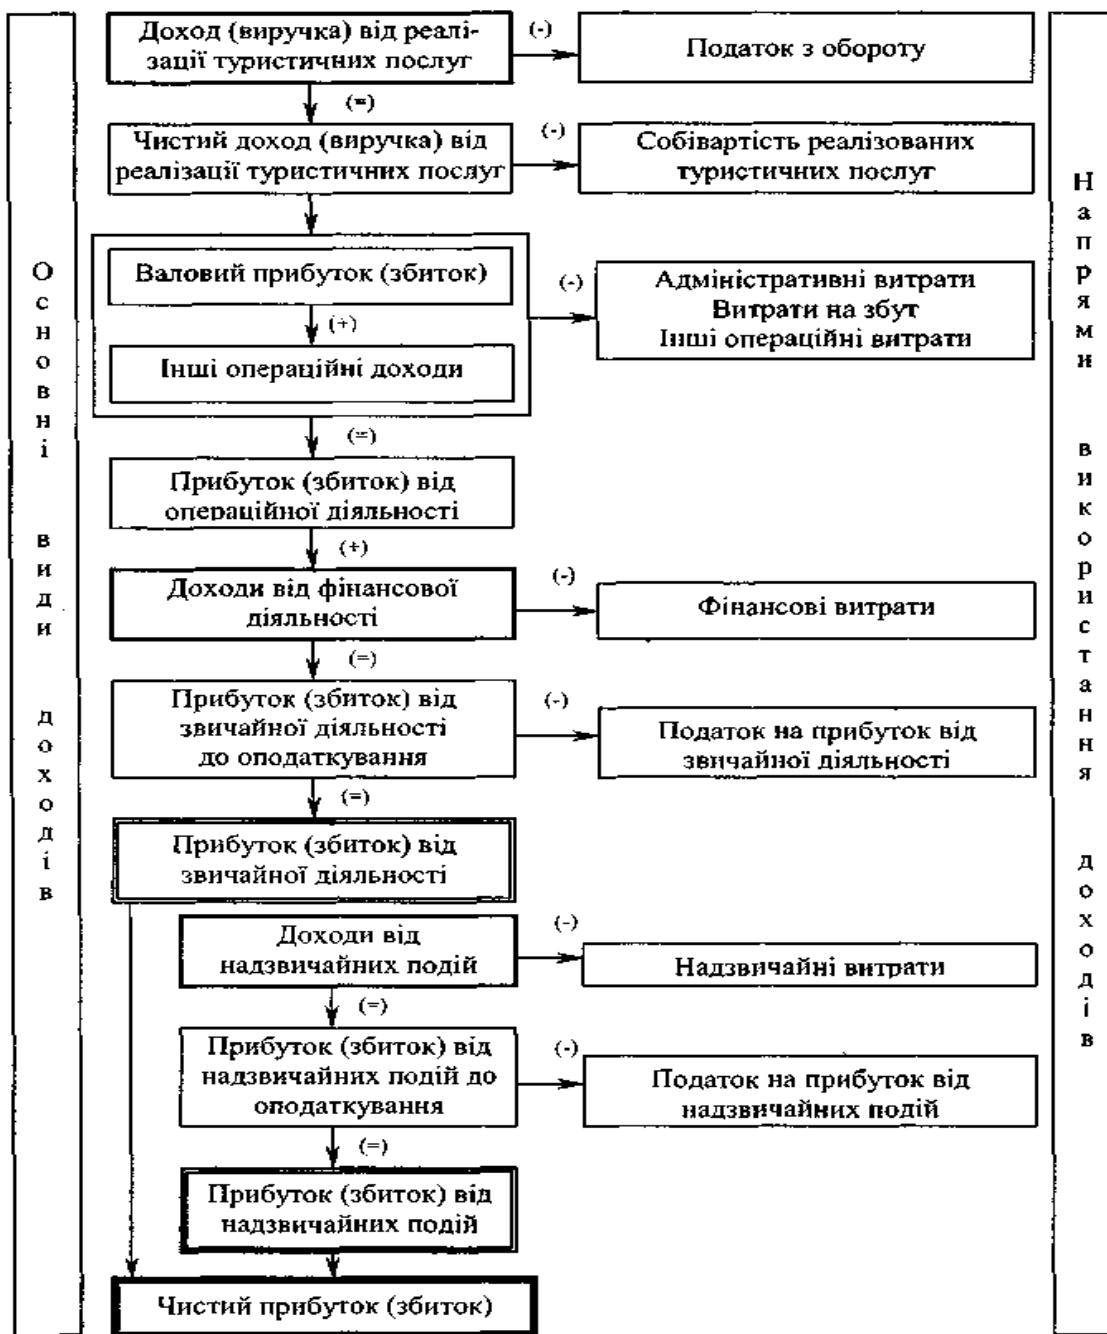 Основні види доходів
Доход (виручка) від реалі-
зації туристичних послуг
(-)
Податок з обороту
(=)
Чистий доход (виручка) від
реалізації туристичних послуг
(-)
Собівартість реалізованих
туристичних послуг
Валовий прибуток (збиток)
(+)
Інші операційні доходи
(-)
Адміністративні витрати
Витрати на збут
Інші операційні витрати
(=)
Прибуток (збиток) від
операційної діяльності
(+)
Доходи від фінансової
діяльності
(-)
Фінансові витрати
(=)
Прибуток (збиток) від
звичайної діяльності
до оподаткування
(-)
Податок на прибуток від
звичайної діяльності
(=)
Прибуток (збиток) від
звичайної діяльності
Доходи від
надзвичайних подій
(-)
Надзвичайні витрати
(=)
Прибуток (збиток) від
надзвичайних подій до
оподаткування
(-)
Податок на прибуток від
надзвичайних подій
(=)
Прибуток (збиток) від
надзвичайних подій
Чистий прибуток (збиток)
Напрями використання доходів